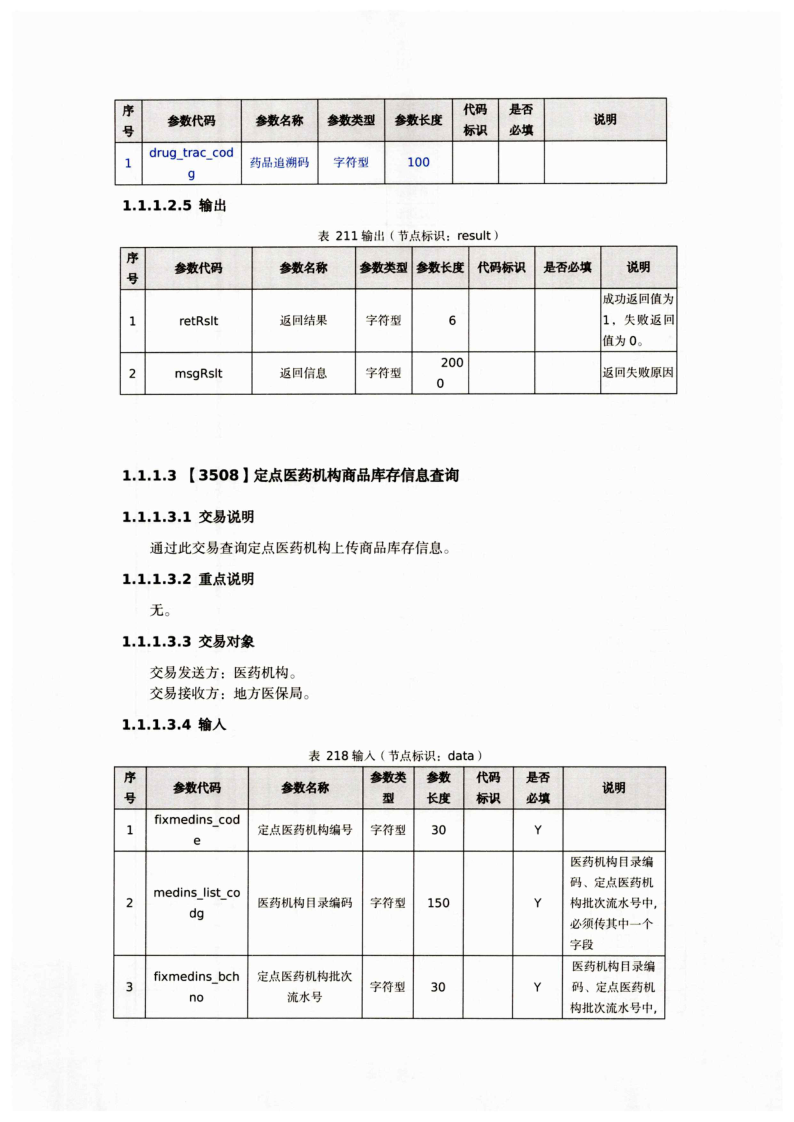 序号 参数代码 参数名称 参数类型 参数长度 代码标识 是否必填 说明
1 drug_trac_codg 药品追溯码 字符型 100
1.1.1.2.5 输出
表 211 输出（节点标识：result）
序号 参数代码 参数名称 参数类型 参数长度 代码标识 是否必填 说明
1 retRslt 返回结果 字符型 6 成功返回值为1，失败返回值为 0。
2 msgRslt 返回信息 字符型 2000 返回失败原因
1.1.1.3 【3508】定点医药机构商品库存信息查询
1.1.1.3.1 交易说明
通过此交易查询定点医药机构上传商品库存信息。
1.1.1.3.2 重点说明
无。
1.1.1.3.3 交易对象
交易发送方：医药机构。
交易接收方：地方医保局。
1.1.1.3.4 输入
表 218 输入（节点标识：data）
序号 参数代码 参数名称 参数类型 参数长度 代码标识 是否必填 说明
1 fixmedins_code 定点医药机构编号 字符型 30 Y
2 medins_list_codg 医药机构目录编码 字符型 150 Y 医药机构目录编码、定点医药机构批次流水号中,必须传其中一个字段
3 fixmedins_bchno 定点医药机构批次流水号 字符型 30 Y 医药机构目录编码、定点医药机构批次流水号中,